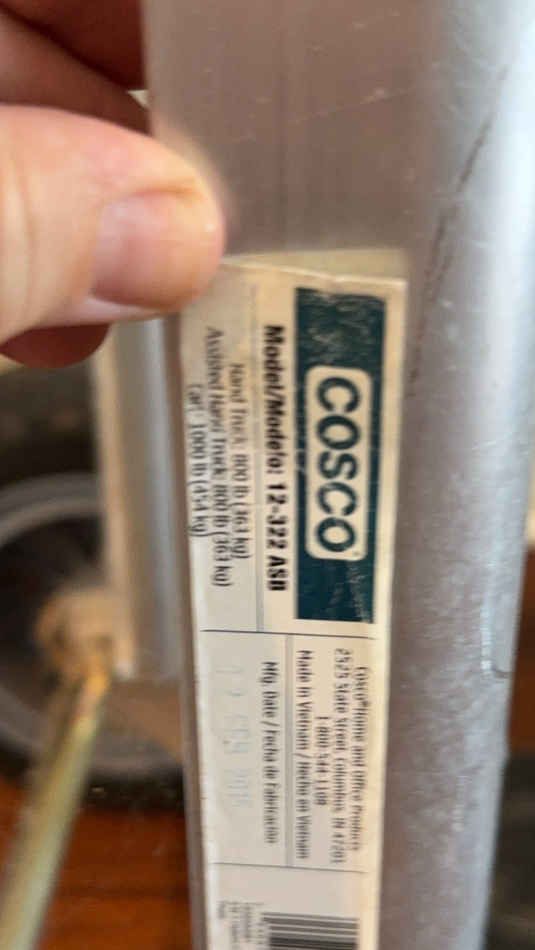 COSCO
Model/Modelo: 12-322 ASB
Hand Truck: 800 lb (363 kg)
Assisted Hand Truck: 800 lb (363 kg)
Cart: 1000 lb (454 kg)
Cosco® Home and Office Products
2525 State Street, Columbus, IN 47201
1-800-544-1108
Made in Vietnam / Hecho en Vietnam
Mfg. Date / Fecha de Fabricación